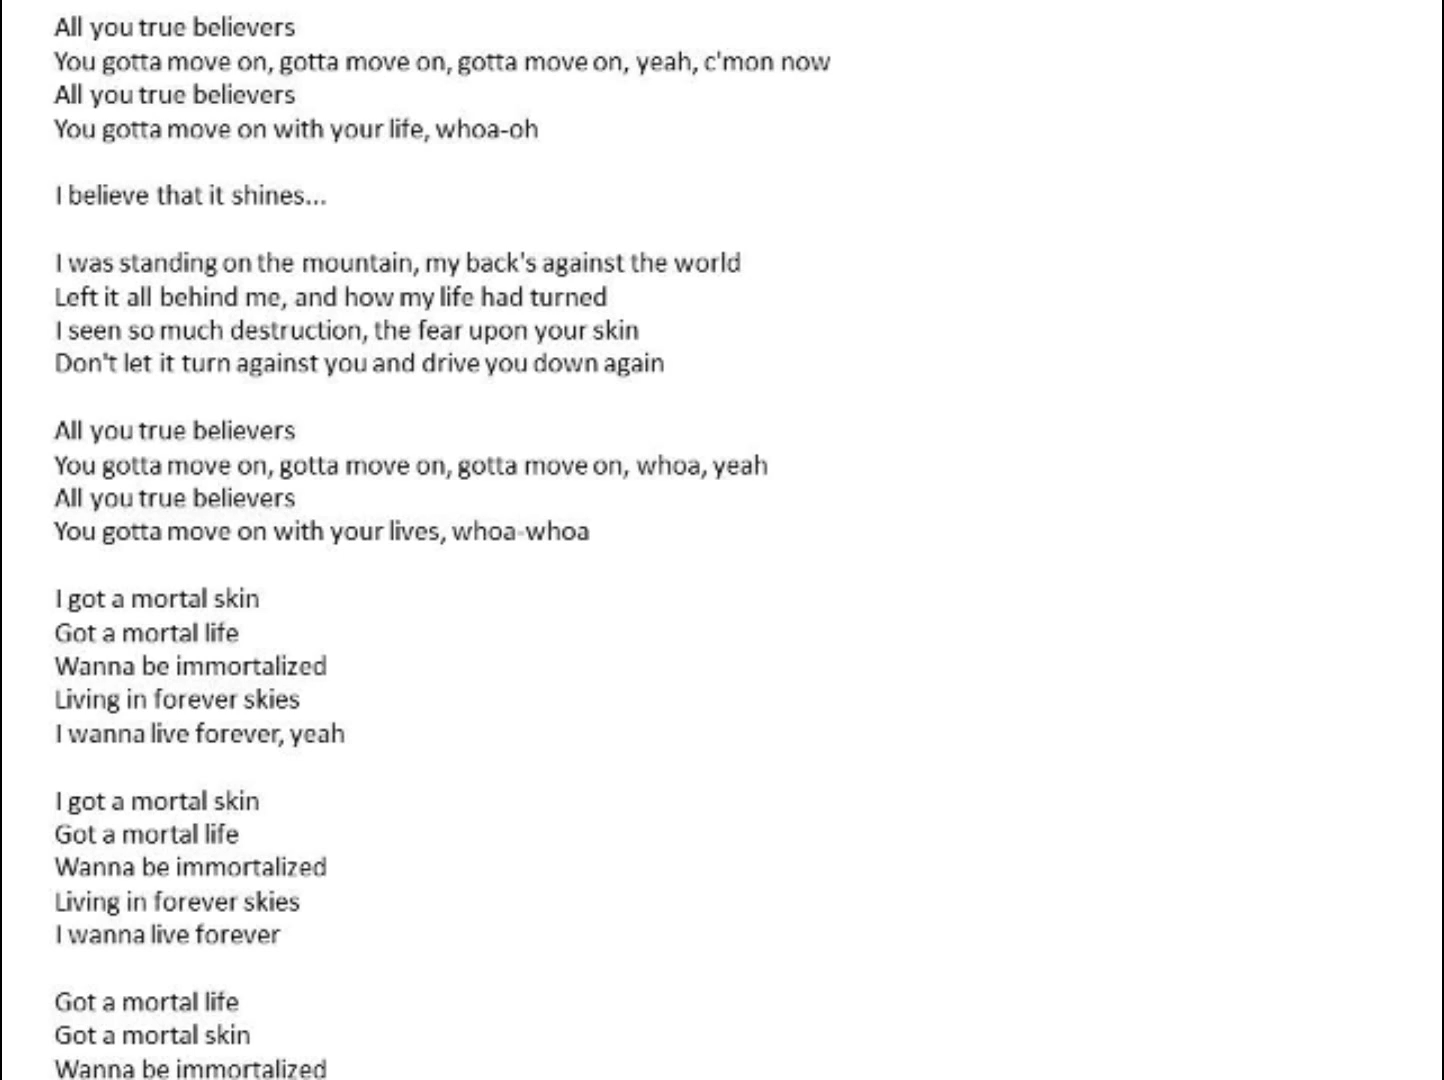 All you true believers
You gotta move on, gotta move on, gotta move on, yeah, c'mon now
All you true believers
You gotta move on with your life, whoa-oh
I believe that it shines...
I was standing on the mountain, my back's against the world
Left it all behind me, and how my life had turned
I seen so much destruction, the fear upon your skin
Don't let it turn against you and drive you down again
All you true believers
You gotta move on, gotta move on, gotta move on, whoa, yeah
All you true believers
You gotta move on with your lives, whoa-whoa
I got a mortal skin
Got a mortal life
Wanna be immortalized
Living in forever skies
I wanna live forever, yeah
I got a mortal skin
Got a mortal life
Wanna be immortalized
Living in forever skies
I wanna live forever
Got a mortal life
Got a mortal skin
Wanna be immortalized